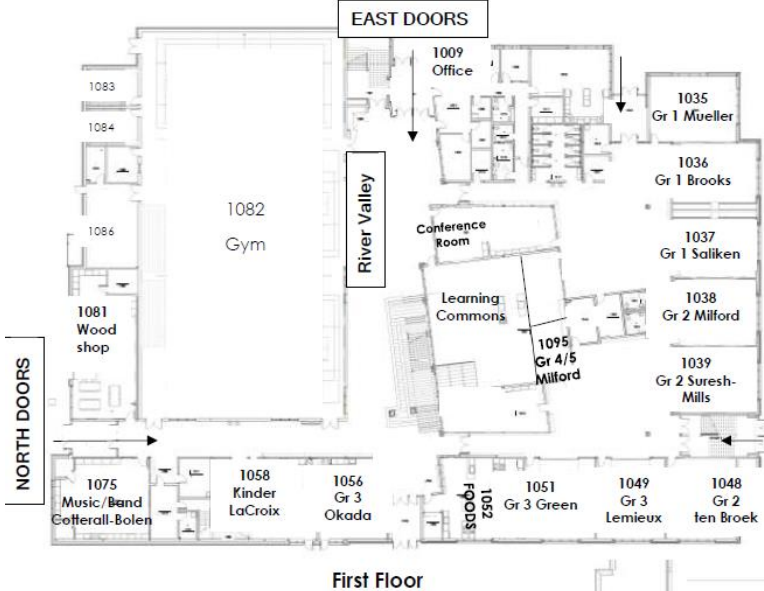 EAST DOORS
1009
Office
1083
1084
1035
Gr 1 Mueller
1036
Gr 1 Brooks
1082
Gym
River Valley
1086
Conference
Room
1037
Gr 1 Saliken
1081
Wood
shop
Learning
Commons
1038
Gr 2 Milford
1095
Gr 4/5
Milford
1039
Gr 2 Suresh-
Mills
NORTH DOORS
1075
Music/Band
Cotterall-Bolen
1058
Kinder
LaCroix
1056
Gr 3
Okada
1052
FOODS
1051
Gr 3 Green
1049
Gr 3
Lemieux
1048
Gr 2
ten Broek
First Floor